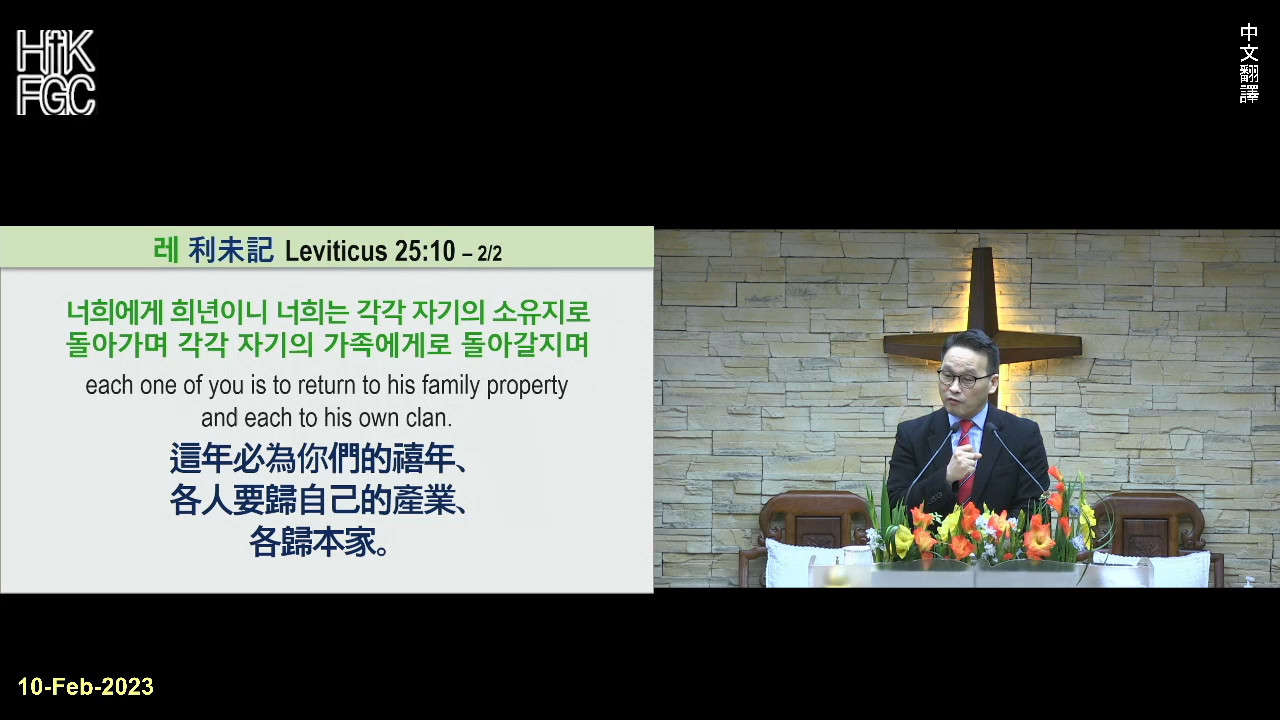 HfK
FGC
中文翻譯
레 利未記 Leviticus 25:10 – 2/2
너희에게 희년이니 너희는 각각 자기의 소유지로
돌아가며 각각 자기의 가족에게로 돌아갈지며
each one of you is to return to his family property
and each to his own clan.
這年必為你們的禧年、
各人要歸自己的產業、
各歸本家。
10-Feb-2023